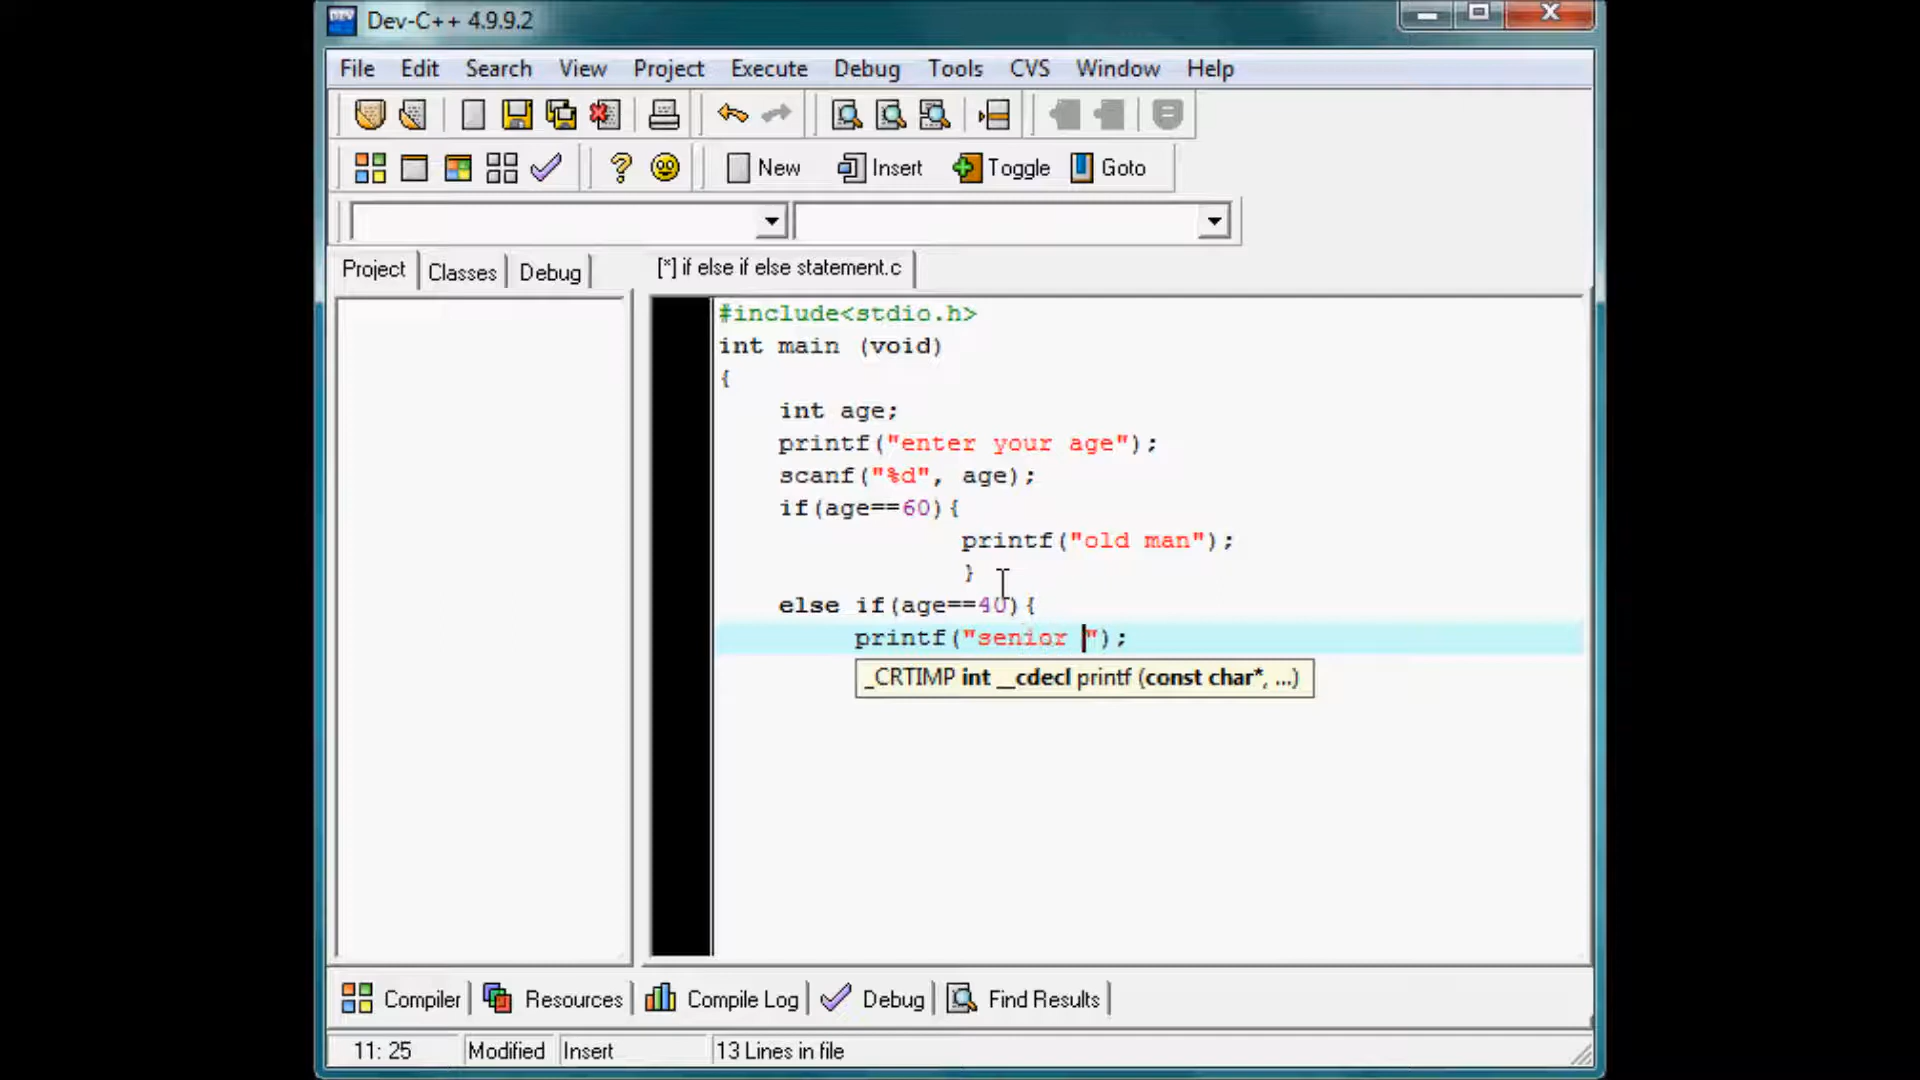 Dev-C++ 4.9.9.2
File Edit Search View Project Execute Debug Tools CVS Window Help
New Insert Toggle Goto
Project Classes Debug [*] if else if else statement.c
#include<stdio.h>
int main (void)
{
int age;
printf("enter your age");
scanf("%d", age);
if(age==60){
printf("old man");
}
else if(age==40){
printf("senior ");
_CRTIMP int __cdecl printf (const char*, ...)
Compiler Resources Compile Log Debug Find Results
11: 25 Modified Insert 13 Lines in file